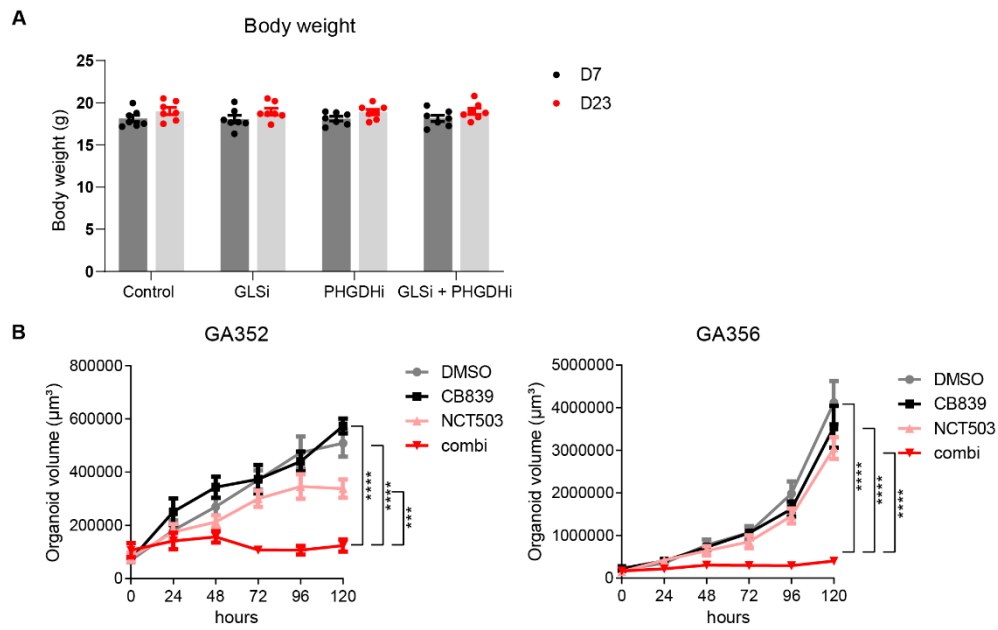 A
Body weight
Body weight (g)
25
20
15
10
5
0
Control
GLSi
PHGDHi
GLSi + PHGDHi
D7
D23
B
GA352
Organoid volume (µm³)
800000
600000
400000
200000
0
0 24 48 72 96 120
hours
DMSO
CB839
NCT503
combi
****
****
***
GA356
Organoid volume (µm³)
5000000
4000000
3000000
2000000
1000000
0
0 24 48 72 96 120
hours
DMSO
CB839
NCT503
combi
****
****
****